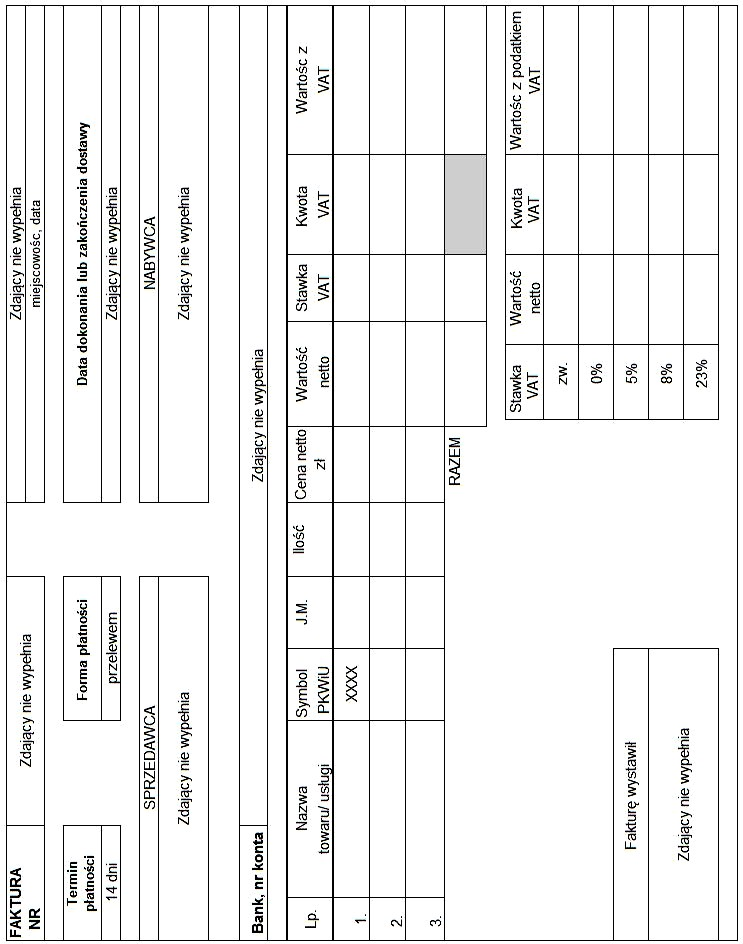 FAKTURA
NR
Zdający nie wypełnia
Zdający nie wypełnia
miejscowośc, data
Termin
płatności
Forma płatności
Data dokonania lub zakończenia dostawy
14 dni
przelewem
Zdający nie wypełnia
SPRZEDAWCA
NABYWCA
Zdający nie wypełnia
Zdający nie wypełnia
Bank, nr konta
Zdający nie wypełnia
Lp.
Nazwa
towaru/ usługi
Symbol
PKWiU
J.M.
Ilość
Cena netto
zł
Wartość
netto
Stawka
VAT
Kwota
VAT
Wartośc z
VAT
1.
XXXX
2.
3.
RAZEM
Stawka
VAT
Wartość
netto
Kwota
VAT
Wartośc z podatkiem
VAT
zw.
0%
5%
8%
23%
Fakturę wystawił
Zdający nie wypełnia